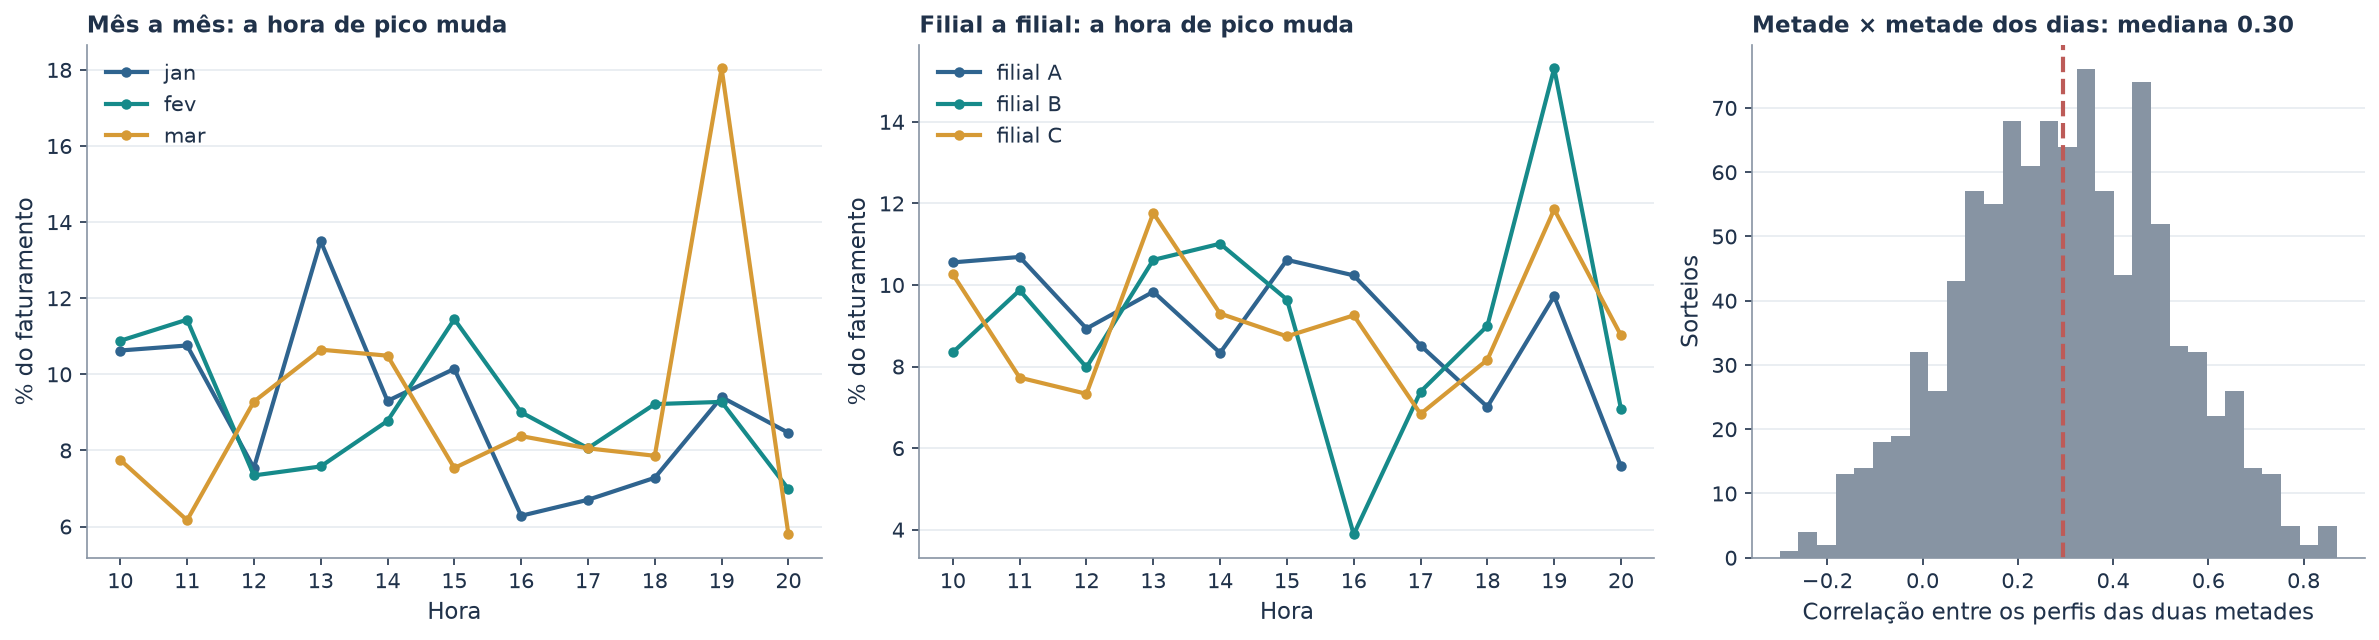 Mês a mês: a hora de pico muda
jan
fev
mar
18
16
14
12
10
8
6
% do faturamento
10 11 12 13 14 15 16 17 18 19 20
Hora
Filial a filial: a hora de pico muda
filial A
filial B
filial C
14
12
10
8
6
4
% do faturamento
10 11 12 13 14 15 16 17 18 19 20
Hora
Metade × metade dos dias: mediana 0.30
70
60
50
40
30
20
10
0
Sorteios
−0.2 0.0 0.2 0.4 0.6 0.8
Correlação entre os perfis das duas metades